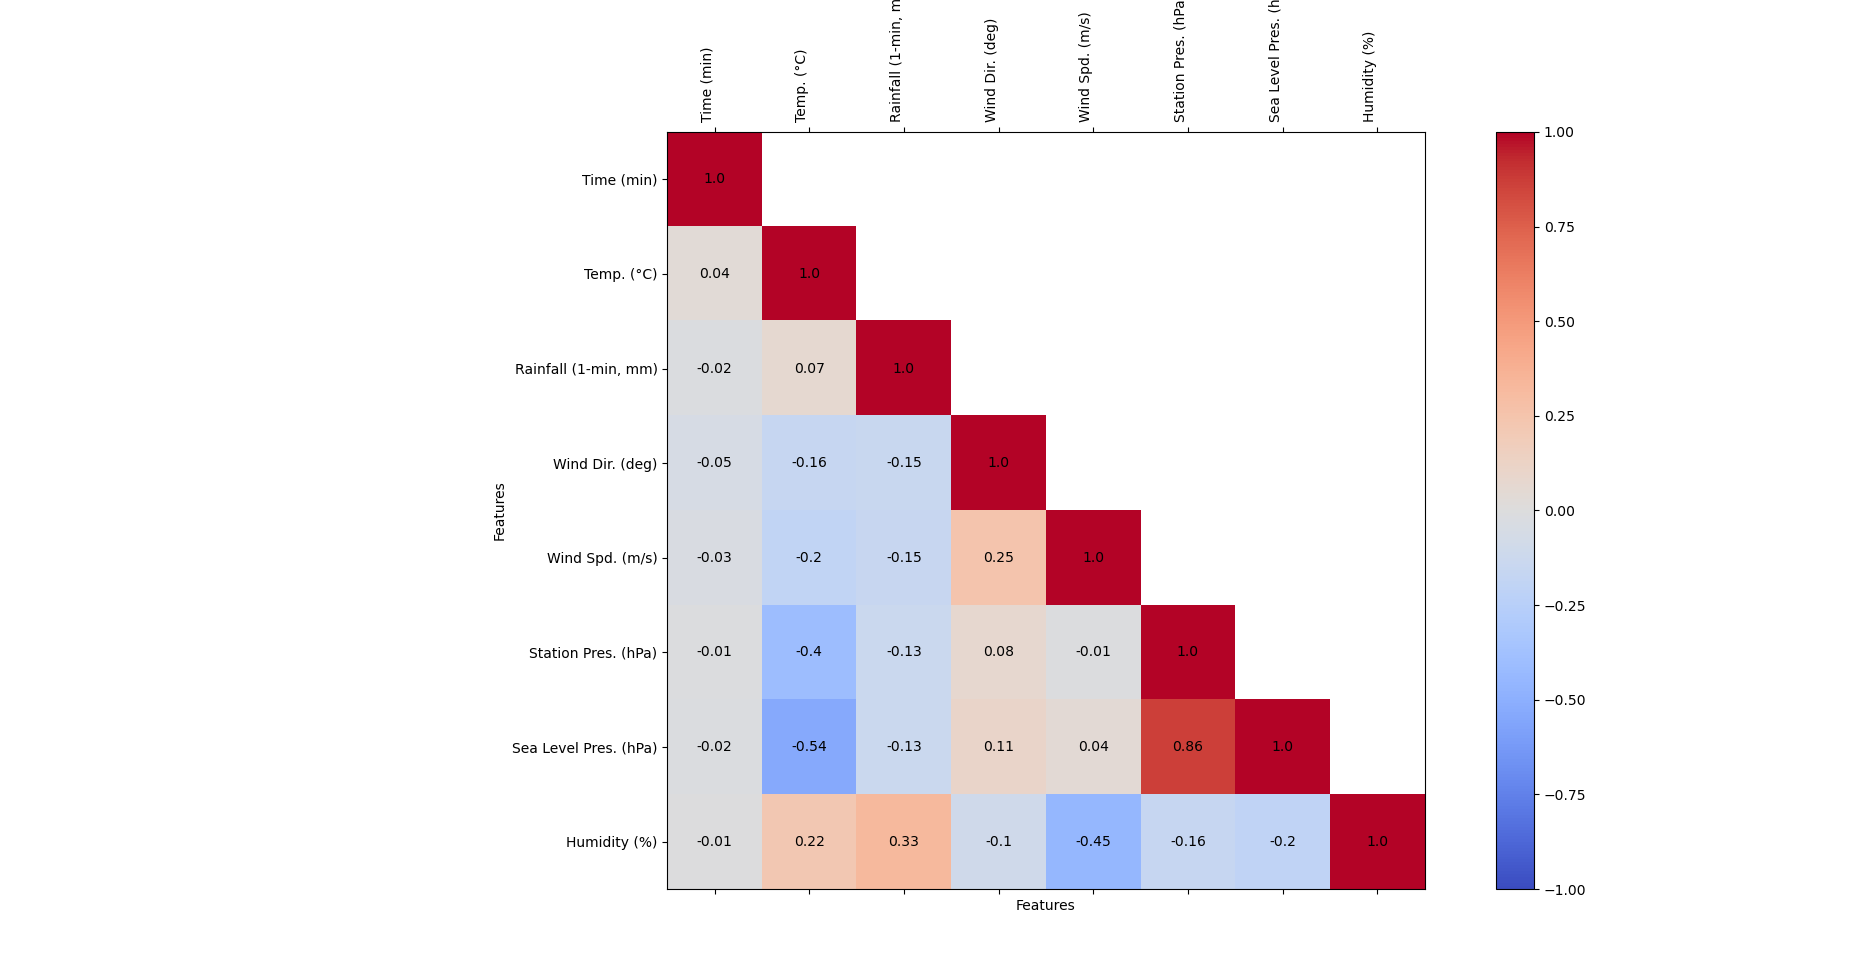 Time (min)
Temp. (°C)
Rainfall (1-min, m
Wind Dir. (deg)
Wind Spd. (m/s)
Station Pres. (hPa
Sea Level Pres. (h
Humidity (%)
Features
Time (min) 1.0
Temp. (°C) 0.04 1.0
Rainfall (1-min, mm) -0.02 0.07 1.0
Wind Dir. (deg) -0.05 -0.16 -0.15 1.0
Wind Spd. (m/s) -0.03 -0.2 -0.15 0.25 1.0
Station Pres. (hPa) -0.01 -0.4 -0.13 0.08 -0.01 1.0
Sea Level Pres. (hPa) -0.02 -0.54 -0.13 0.11 0.04 0.86 1.0
Humidity (%) -0.01 0.22 0.33 -0.1 -0.45 -0.16 -0.2 1.0
Features
1.00
0.75
0.50
0.25
0.00
−0.25
−0.50
−0.75
−1.00